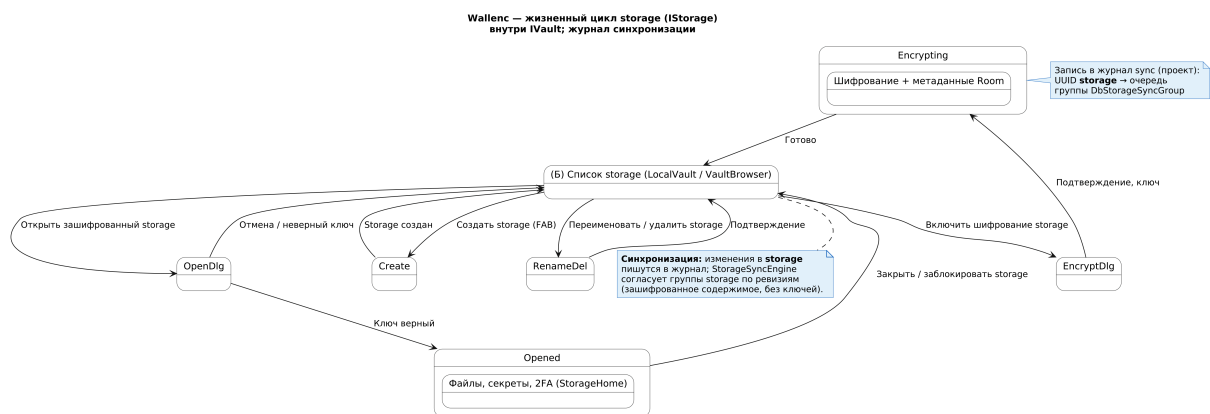 Wallenc — жизненный цикл storage (IStorage)
внутри IVault; журнал синхронизации
Encrypting
Шифрование + метаданные Room
Запись в журнал sync (проект):
UUID storage → очередь
группы DbStorageSyncGroup
Готово
(Б) Список storage (LocalVault / VaultBrowser)
Подтверждение, ключ
Открыть зашифрованный storage
Отмена / неверный ключ
Storage создан
Создать storage (FAB)
Переименовать / удалить storage
Подтверждение
Включить шифрование storage
OpenDlg
Create
RenameDel
Синхронизация: изменения в storage
пишутся в журнал; StorageSyncEngine
согласует группы storage по ревизиям
(зашифрованное содержимое, без ключей).
EncryptDlg
Закрыть / заблокировать storage
Ключ верный
Opened
Файлы, секреты, 2FA (StorageHome)